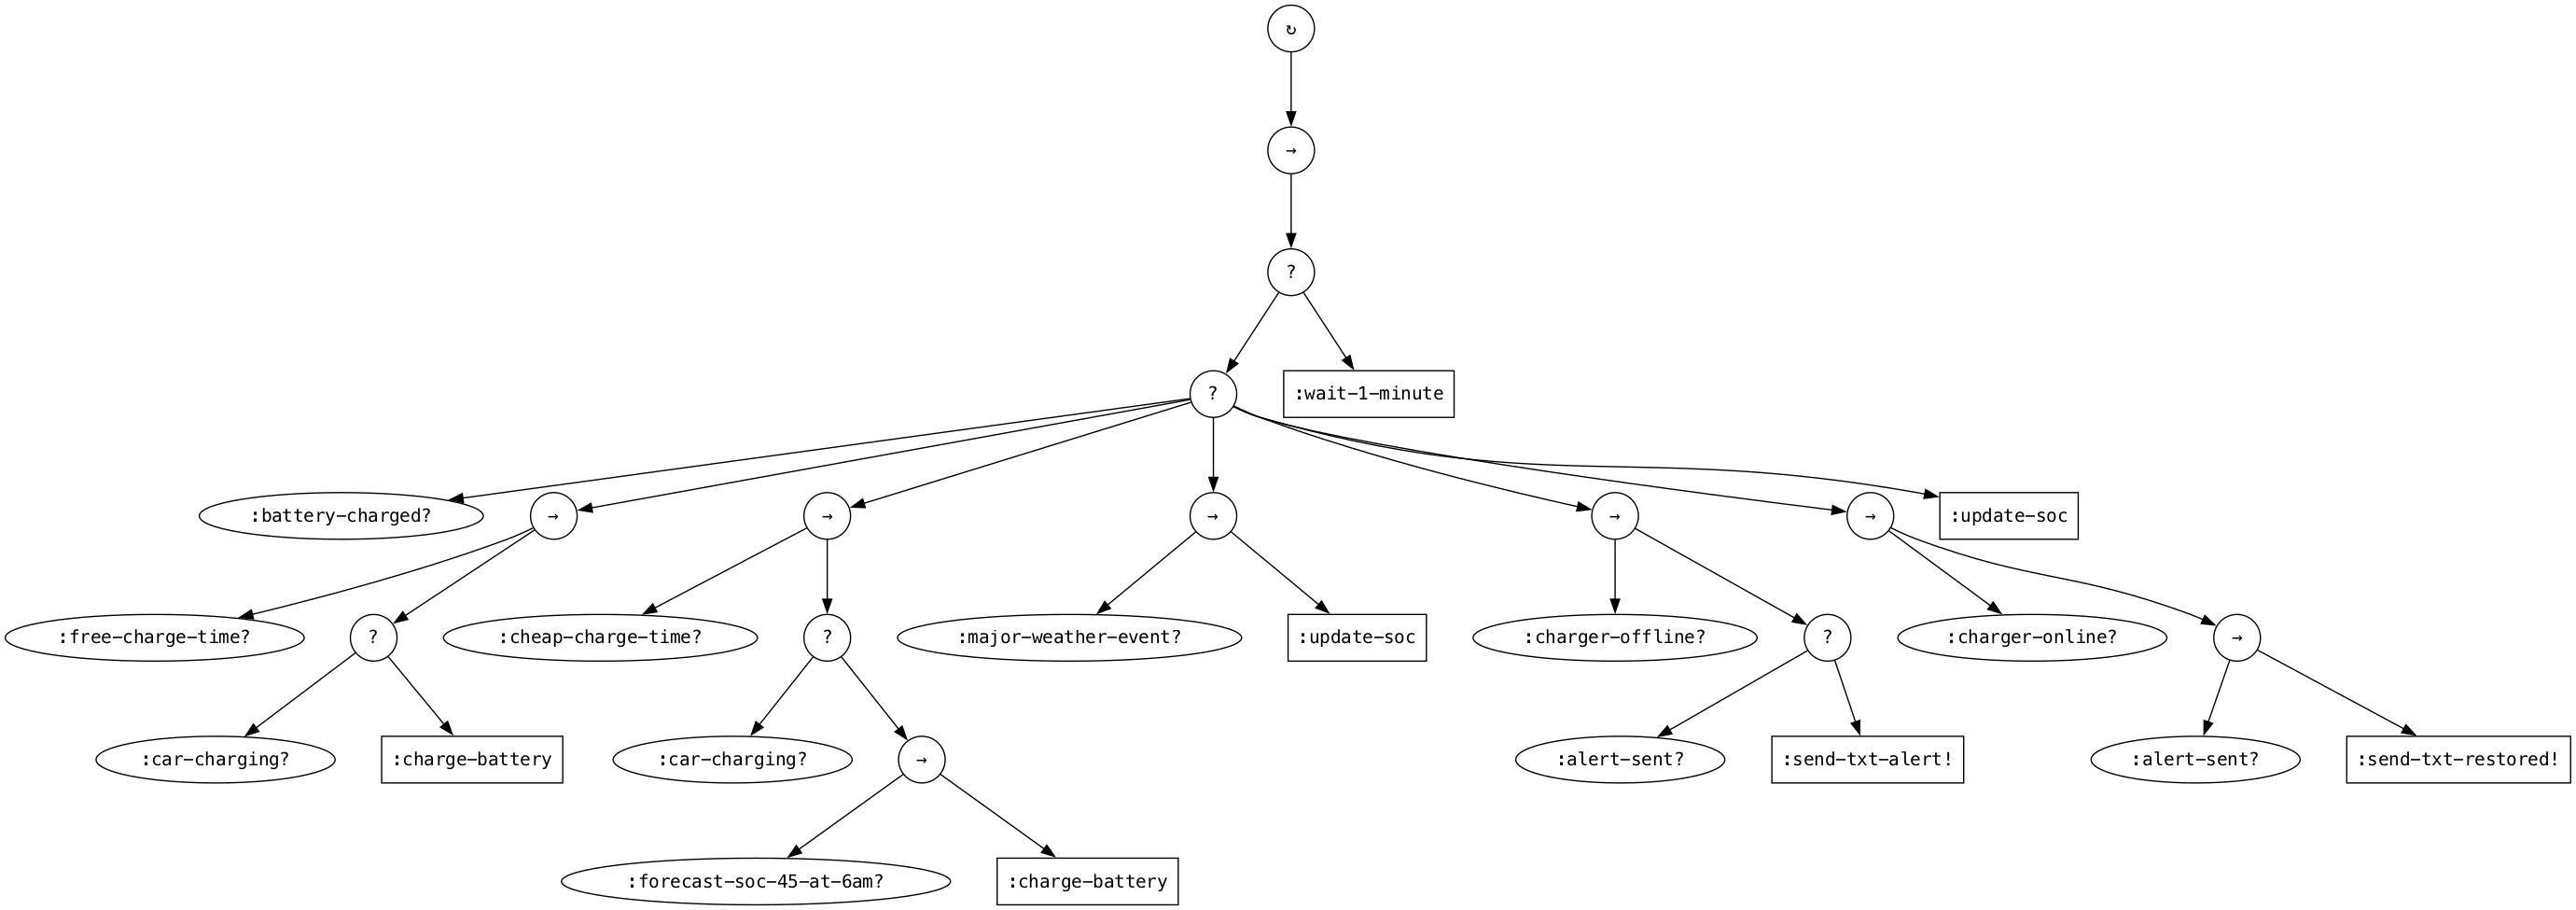 ↻
→
?
? :wait-1-minute
:battery-charged? → → → → → :update-soc
:free-charge-time? ? :cheap-charge-time? ? :major-weather-event? :update-soc :charger-offline? ? :charger-online? →
:car-charging? :charge-battery :car-charging? → :alert-sent? :send-txt-alert! :alert-sent? :send-txt-restored!
:forecast-soc-45-at-6am? :charge-battery